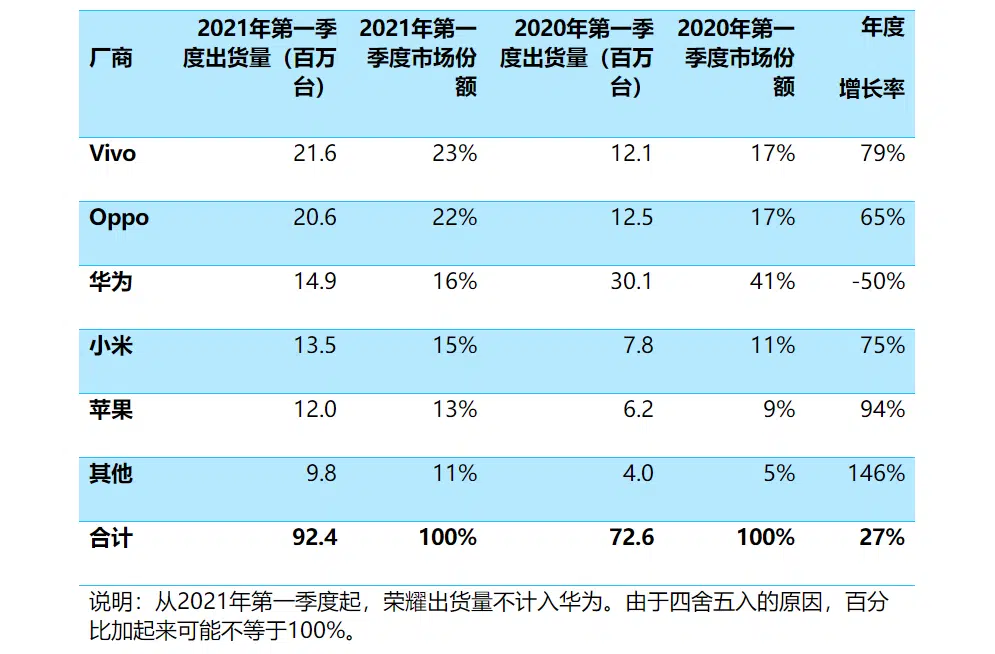 厂商 2021年第一季度出货量（百万台） 2021年第一季度市场份额 2020年第一季度出货量（百万台） 2020年第一季度市场份额 年度增长率
Vivo 21.6 23% 12.1 17% 79%
Oppo 20.6 22% 12.5 17% 65%
华为 14.9 16% 30.1 41% -50%
小米 13.5 15% 7.8 11% 75%
苹果 12.0 13% 6.2 9% 94%
其他 9.8 11% 4.0 5% 146%
合计 92.4 100% 72.6 100% 27%
说明：从2021年第一季度起，荣耀出货量不计入华为。由于四舍五入的原因，百分
比加起来可能不等于100%。